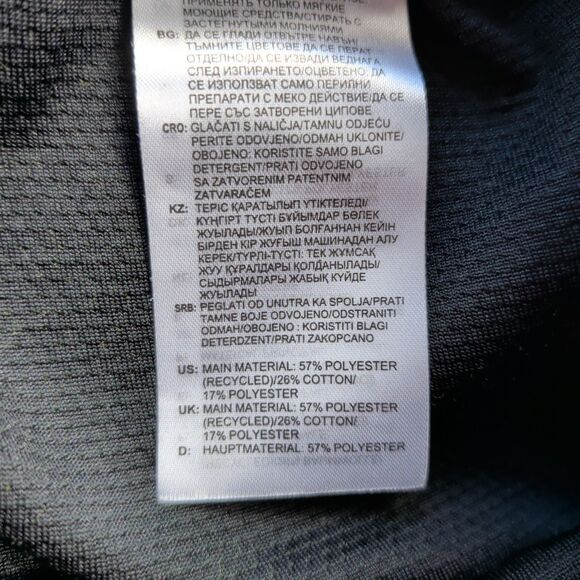 ПРИМЕНЯТЬ ТОЛЬКО МЯГКИЕ
МОЮЩИЕ СРЕДСТВА/СТИРАТЬ С
ЗАСТЕГНУТЫМИ МОЛНИЯМИ
BG: ДА СЕ ГЛАДИ ОТВЪТРЕ НАВЪН/
ТЪМНИТЕ ЦВЕТОВЕ ДА СЕ ПЕРАТ
ОТДЕЛНО/ДА СЕ ИЗВАДИ ВЕДНАГА
СЛЕД ИЗПИРАНЕТО/ОЦВЕТЕНО, ДА
СЕ ИЗПОЛЗВАТ САМО ПЕРИЛНИ
ПРЕПАРАТИ С МЕКО ДЕЙСТВИЕ/ДА СЕ
ПЕРЕ СЪС ЗАТВОРЕНИ ЦИПОВЕ
CRO: GLAČATI S NALIČJA/TAMNU ODJEĆU
PERITE ODVOJENO/ODMAH UKLONITE/
OBOJENO: KORISTITE SAMO BLAGI
DETERGENT/PRATI ODVOJENO
SA ZATVORENIM PATENTNIM
ZATVARAČEM
KZ: ТЕРІС ҚАРАТЫЛЫП ҮТІКТЕЛЕДІ/
КҮҢГІРТ ТҮСТІ БҰЙЫМДАР БӨЛЕК
ЖУЫЛАДЫ/ЖУЫП БОЛҒАННАН КЕЙІН
БІРДЕН КІР ЖУҒЫШ МАШИНАДАН АЛУ
КЕРЕК/ТҮРЛІ-ТҮСТІ: ТЕК ЖҰМСАҚ
ЖУУ ҚҰРАЛДАРЫ ҚОЛДАНЫЛАДЫ/
СЫДЫРМАЛАРЫ ЖАБЫҚ КҮЙДЕ
ЖУЫЛАДЫ
SRB: PEGLATI OD UNUTRA KA SPOLJA/PRATI
TAMNE BOJE ODVOJENO/ODSTRANITI
ODMAH/OBOJENO : KORISTITI BLAGI
DETERDZENT/PRATI ZAKOPCANO
US: MAIN MATERIAL: 57% POLYESTER
(RECYCLED)/26% COTTON/
17% POLYESTER
UK: MAIN MATERIAL: 57% POLYESTER
(RECYCLED)/26% COTTON/
17% POLYESTER
D: HAUPTMATERIAL: 57% POLYESTER